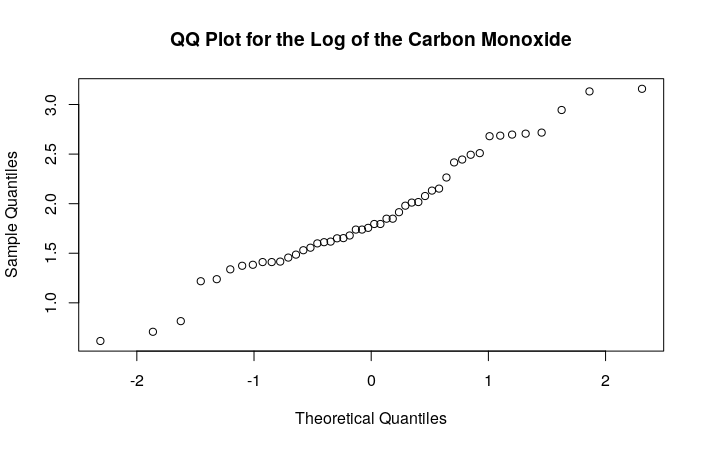 QQ Plot for the Log of the Carbon Monoxide
Sample Quantiles
3.0
2.5
2.0
1.5
1.0
-2 -1 0 1 2
Theoretical Quantiles